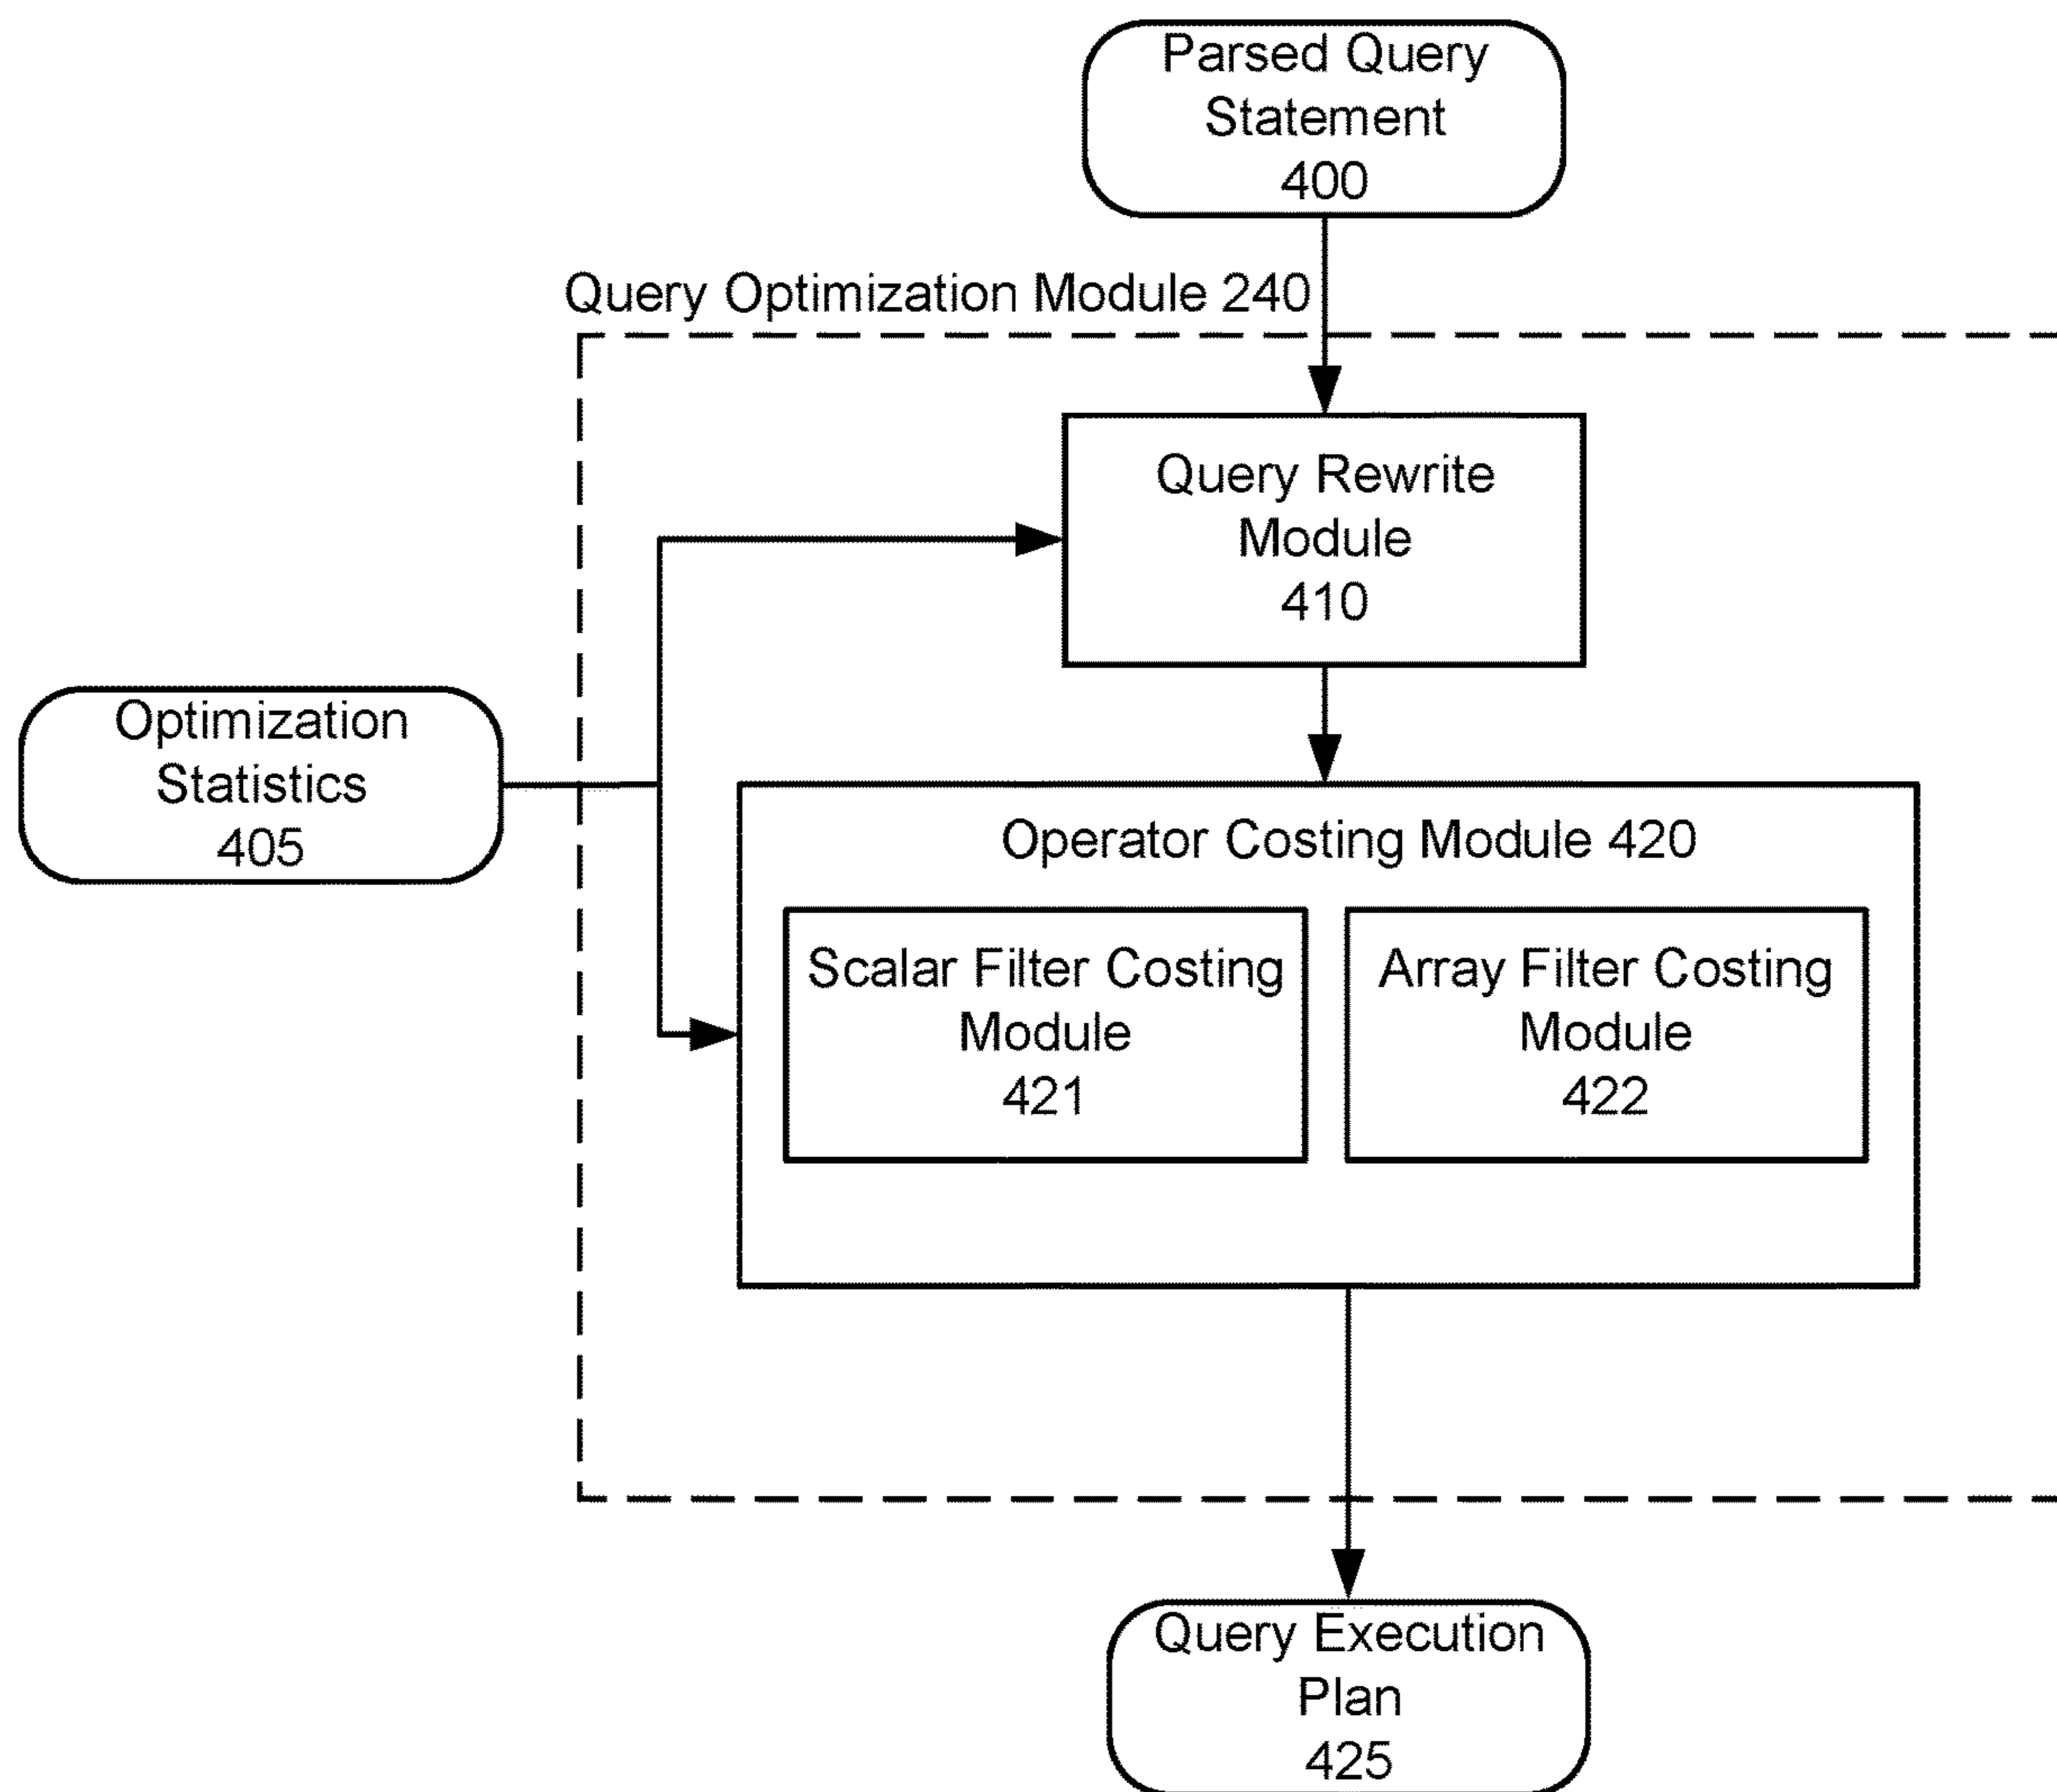 Parsed Query
Statement
400
Query Optimization Module 240
Query Rewrite
Module
410
Optimization
Statistics
405
Operator Costing Module 420
Scalar Filter Costing
Module
421
Array Filter Costing
Module
422
Query Execution
Plan
425